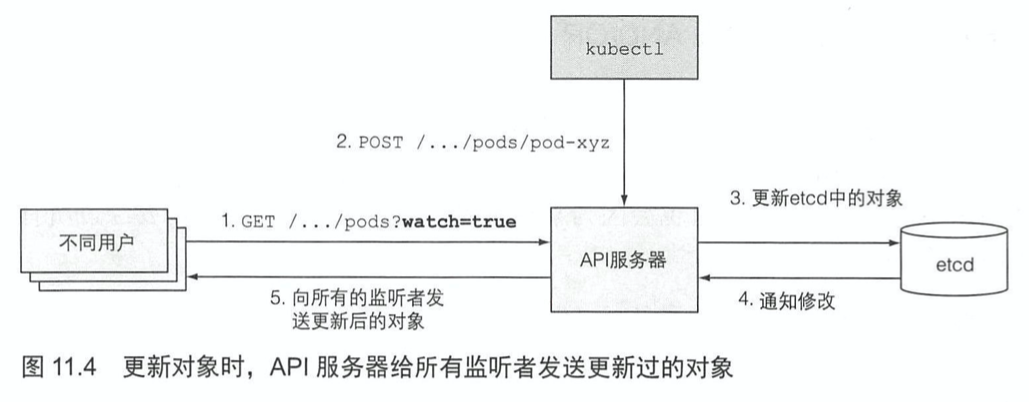 kubectl
2. POST /.../pods/pod-xyz
3. 更新etcd中的对象
1. GET /.../pods?watch=true
不同用户
API服务器
etcd
5. 向所有的监听者发
送更新后的对象
4. 通知修改
图 11.4 更新对象时，API 服务器给所有监听者发送更新过的对象